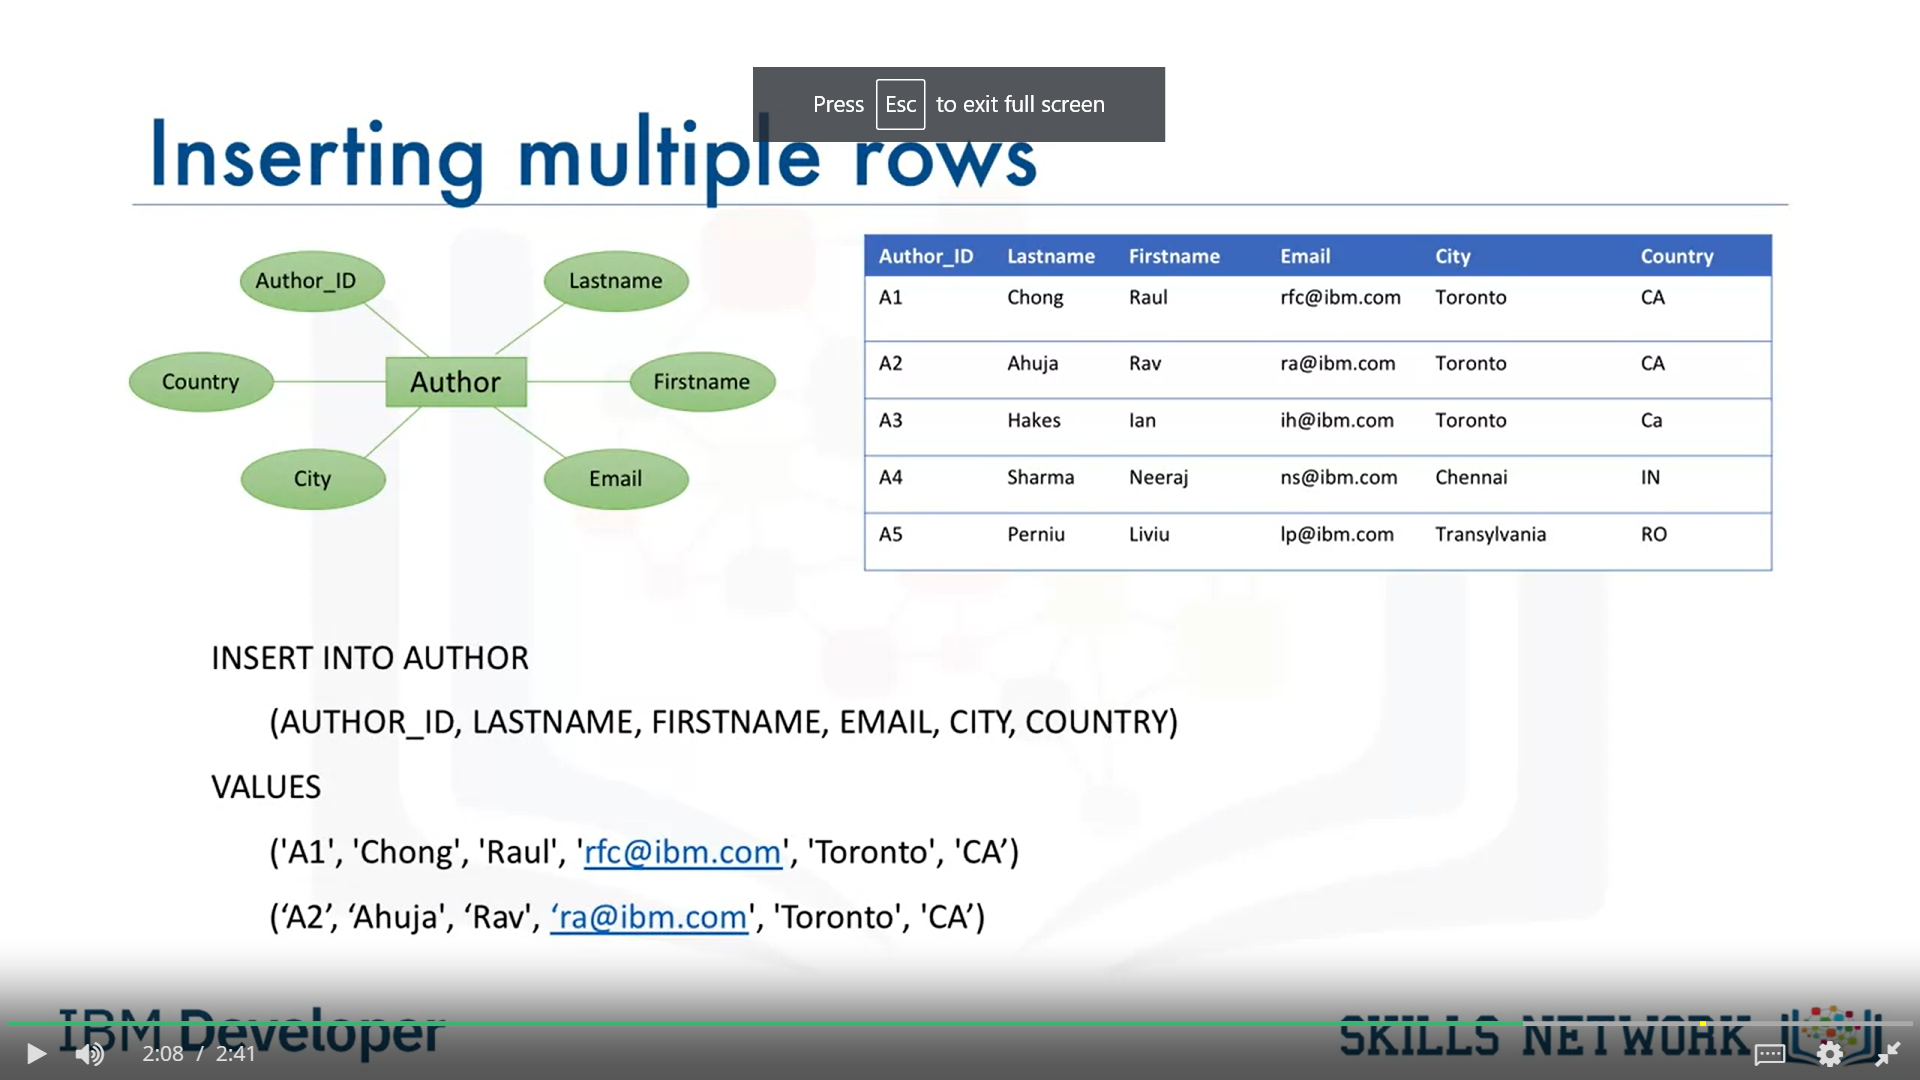 Press Esc to exit full screen
Inserting multiple rows
Author_ID
Lastname
Country
Author
Firstname
City
Email
Author_ID Lastname Firstname Email City Country
A1 Chong Raul rfc@ibm.com Toronto CA
A2 Ahuja Rav ra@ibm.com Toronto CA
A3 Hakes Ian ih@ibm.com Toronto Ca
A4 Sharma Neeraj ns@ibm.com Chennai IN
A5 Perniu Liviu lp@ibm.com Transylvania RO
INSERT INTO AUTHOR
(AUTHOR_ID, LASTNAME, FIRSTNAME, EMAIL, CITY, COUNTRY)
VALUES
('A1', 'Chong', 'Raul', 'rfc@ibm.com', 'Toronto', 'CA’)
(‘A2’, ‘Ahuja', ‘Rav', ‘ra@ibm.com', 'Toronto', 'CA’)
IBM Developer
SKILLS NETWORK
2:08 / 2:41